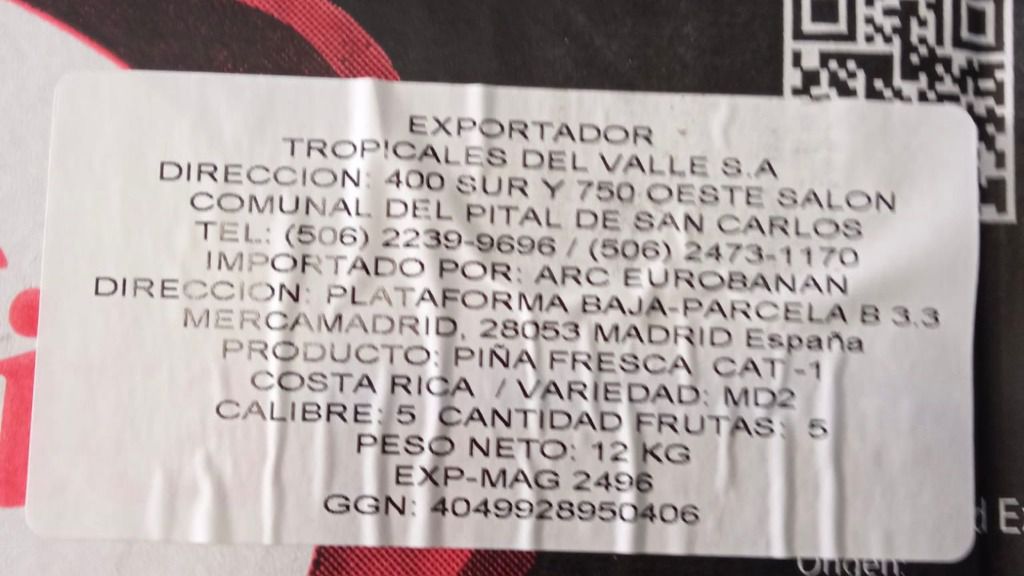 EXPORTADOR
TROPICALES DEL VALLE S.A
DIRECCION: 400 SUR Y 750 OESTE SALON
COMUNAL DEL PITAL DE SAN CARLOS
TEL.: (506) 2239-9696 / (506) 2473-1170
IMPORTADO POR: ARC EUROBANAN
DIRECCION: PLATAFORMA BAJA-PARCELA B 3.3
MERCAMADRID, 28053 MADRID España
PRODUCTO: PIÑA FRESCA CAT -1
COSTA RICA / VARIEDAD: MD2
CALIBRE: 5 CANTIDAD FRUTAS: 5
PESO NETO: 12 KG
EXP-MAG 2496
GGN: 4049928950406